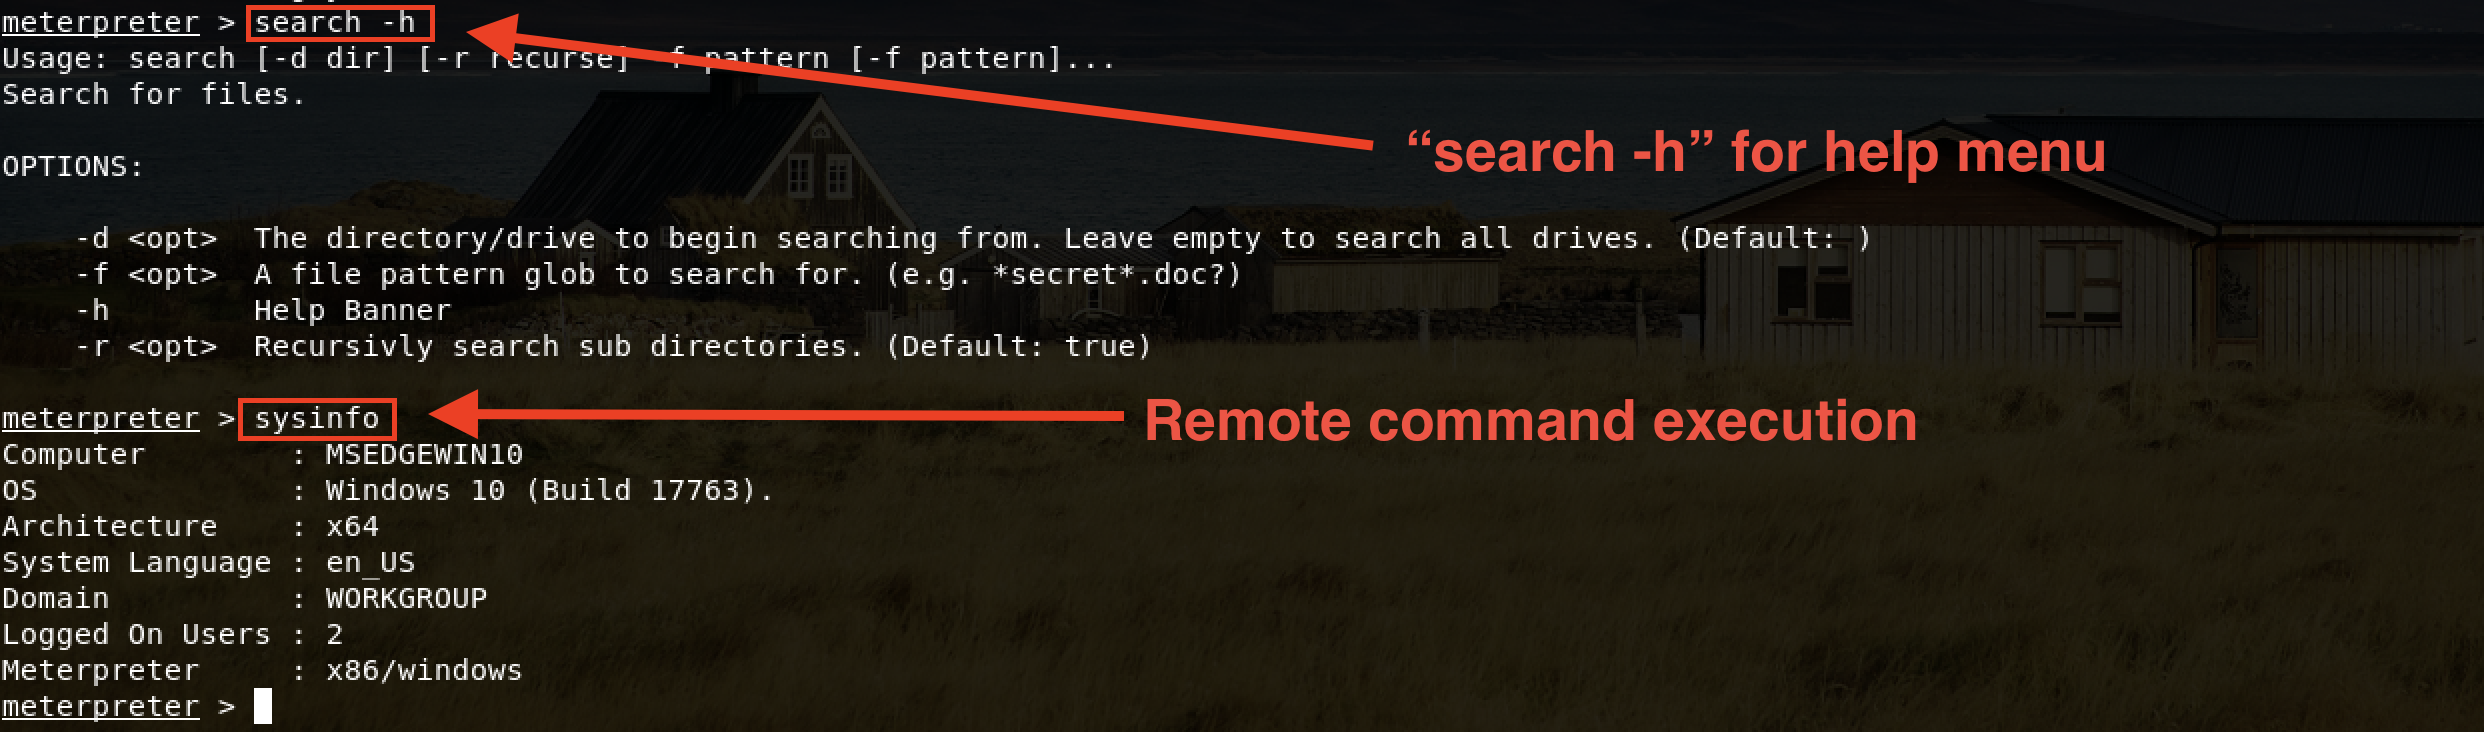 meterpreter > search -h
Usage: search [-d dir] [-r recurse] -f pattern [-f pattern]...
Search for files.
“search -h” for help menu
OPTIONS:
-d <opt>  The directory/drive to begin searching from. Leave empty to search all drives. (Default: )
-f <opt>  A file pattern glob to search for. (e.g. *secret*.doc?)
-h        Help Banner
-r <opt>  Recursivly search sub directories. (Default: true)
meterpreter > sysinfo
Remote command execution
Computer        : MSEDGEWIN10
OS              : Windows 10 (Build 17763).
Architecture    : x64
System Language : en_US
Domain          : WORKGROUP
Logged On Users : 2
Meterpreter     : x86/windows
meterpreter >